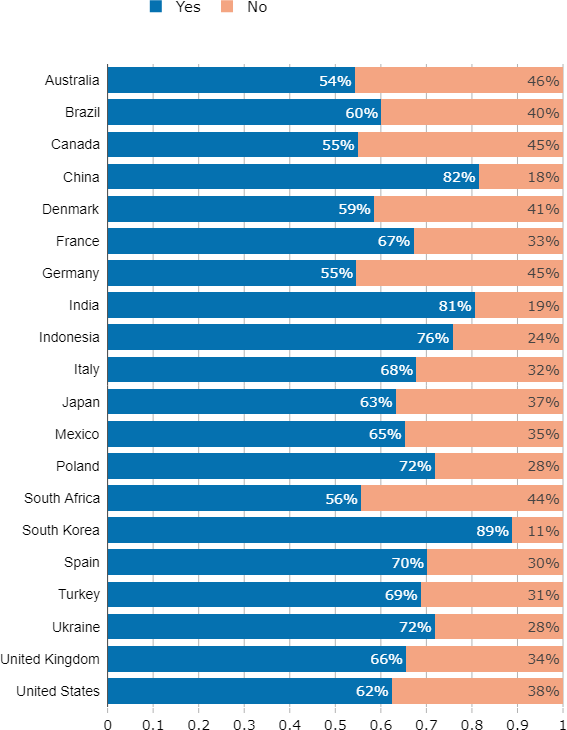 Yes No
Australia 54% 46%
Brazil 60% 40%
Canada 55% 45%
China 82% 18%
Denmark 59% 41%
France 67% 33%
Germany 55% 45%
India 81% 19%
Indonesia 76% 24%
Italy 68% 32%
Japan 63% 37%
Mexico 65% 35%
Poland 72% 28%
South Africa 56% 44%
South Korea 89% 11%
Spain 70% 30%
Turkey 69% 31%
Ukraine 72% 28%
United Kingdom 66% 34%
United States 62% 38%
0 0.1 0.2 0.3 0.4 0.5 0.6 0.7 0.8 0.9 1